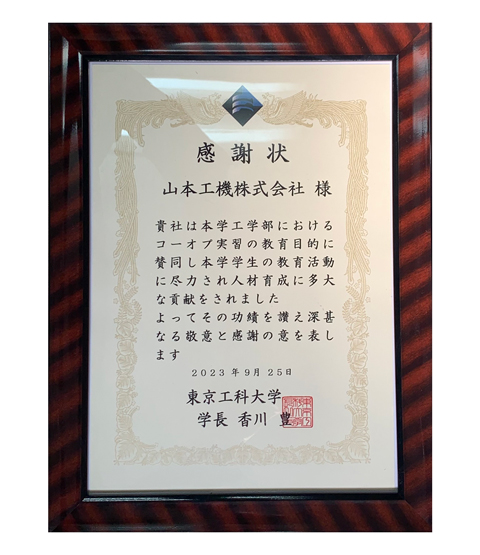 感謝状
山本工機株式会社 様
貴社は本学工学部における
コーオプ実習の教育目的に
賛同し本学学生の教育活動
に尽力され人材育成に多大
な貢献をされました
よってその功績を讃え深甚
なる敬意と感謝の意を表し
ます
2023年9月25日
東京工科大学
学長 香川 豊